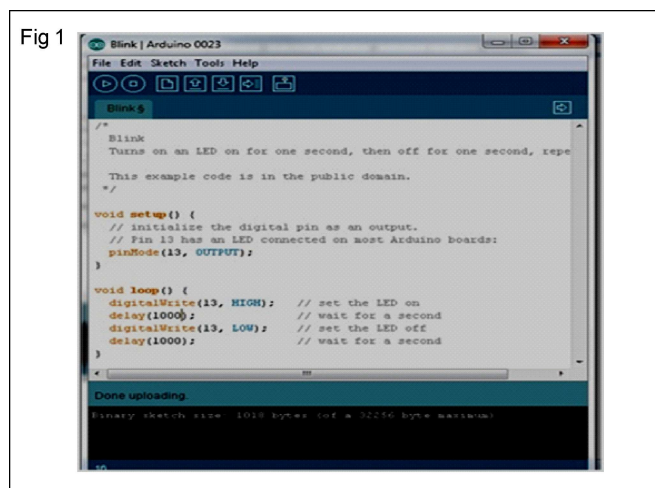 Fig 1
Blink | Arduino 0023
File Edit Sketch Tools Help
Blink §
/*
Blink
Turns on an LED on for one second, then off for one second, repe
This example code is in the public domain.
*/
void setup() {
// initialize the digital pin as an output.
// Pin 13 has an LED connected on most Arduino boards:
pinMode(13, OUTPUT);
}
void loop() {
digitalWrite(13, HIGH); // set the LED on
delay(1000); // wait for a second
digitalWrite(13, LOW); // set the LED off
delay(1000); // wait for a second
}
Done uploading.
Binary sketch size: 1018 bytes (of a 32256 byte maximum)